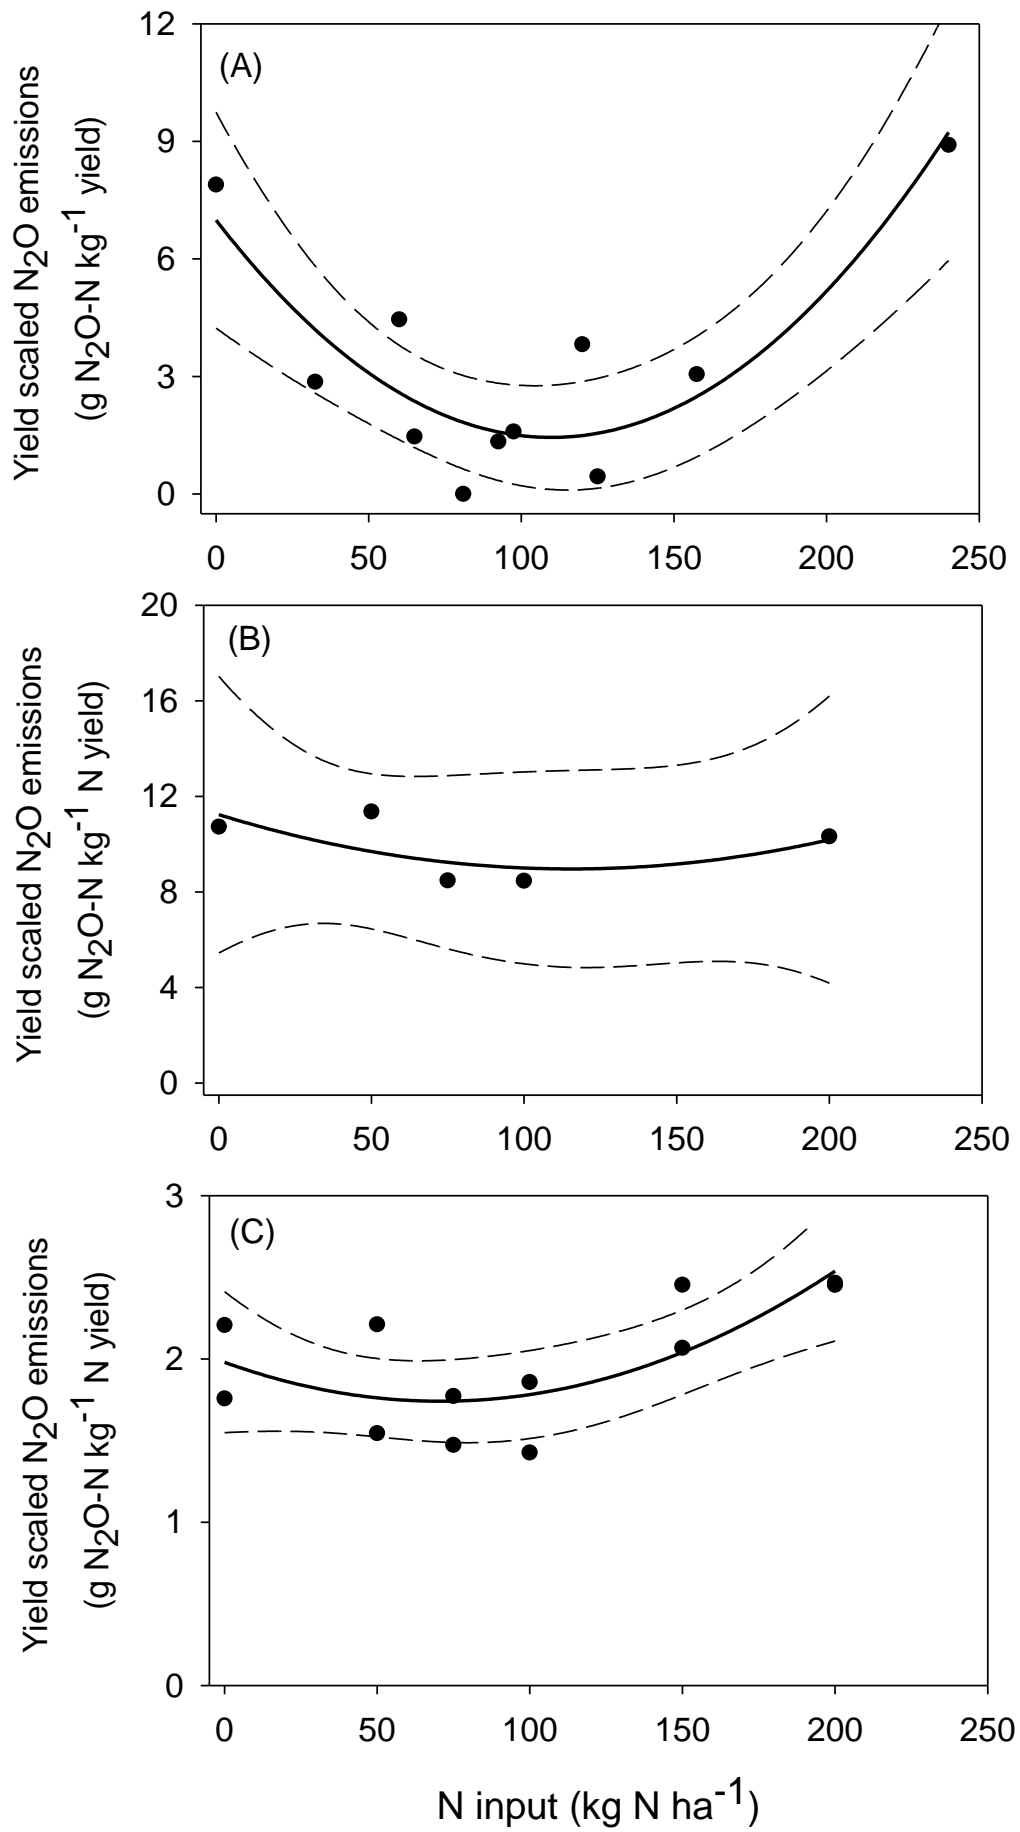 Yield scaled N₂O emissions
(g N₂O-N kg⁻¹ yield)
(A)
12
9
6
3
0
0 50 100 150 200 250
Yield scaled N₂O emissions
(g N₂O-N kg⁻¹ N yield)
(B)
20
16
12
8
4
0
0 50 100 150 200 250
Yield scaled N₂O emissions
(g N₂O-N kg⁻¹ N yield)
(C)
3
2
1
0
0 50 100 150 200 250
N input (kg N ha⁻¹)